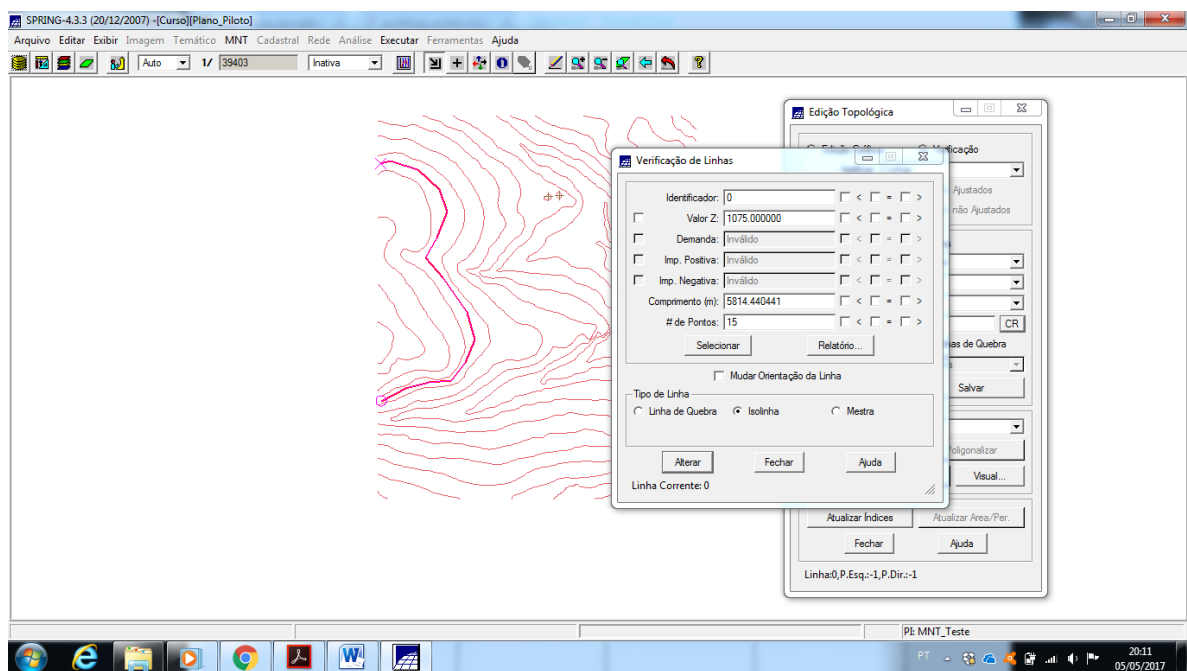 SPRING-4.3.3 (20/12/2007) -[Curso][Plano_Piloto]
Arquivo Editar Exibir Imagem Temático MNT Cadastral Rede Análise Executar Ferramentas Ajuda
Auto 1/ 39403 Inativa
Edição Topológica
Verificação de Linhas
Identificador: 0 < = >
Ajustados
Valor Z: 1075.000000 < = >
não Ajustados
Demanda: Inválido < = >
Imp. Positiva: Inválido < = >
Imp. Negativa: Inválido < = >
Comprimento (m): 5814.440441 < = >
# de Pontos: 15 < = >
CR
Selecionar Relatório...
as de Quebra
Mudar Orientação da Linha
Salvar
Tipo de Linha
Linha de Quebra Isolinha Mestra
Poligonalizar
Alterar Fechar Ajuda
Visual...
Linha Corrente: 0
Atualizar Índices Atualizar Area/Per.
Fechar Ajuda
Linha:0,P.Esq.:-1,P.Dir.:-1
PI: MNT_Teste
PT 20:11
05/05/2017